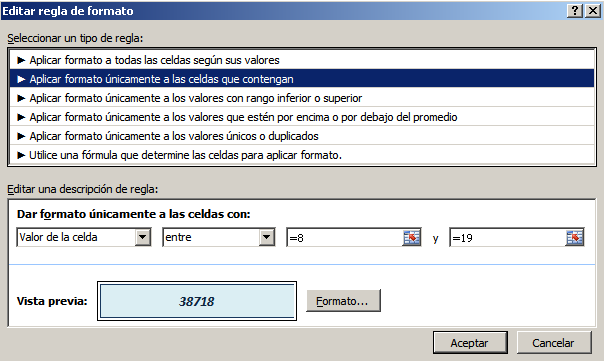 Editar regla de formato
Seleccionar un tipo de regla:
► Aplicar formato a todas las celdas según sus valores
► Aplicar formato únicamente a las celdas que contengan
► Aplicar formato únicamente a los valores con rango inferior o superior
► Aplicar formato únicamente a los valores que estén por encima o por debajo del promedio
► Aplicar formato únicamente a los valores únicos o duplicados
► Utilice una fórmula que determine las celdas para aplicar formato.
Editar una descripción de regla:
Dar formato únicamente a las celdas con:
Valor de la celda entre =8 y =19
Vista previa: 38718 Formato...
Aceptar Cancelar